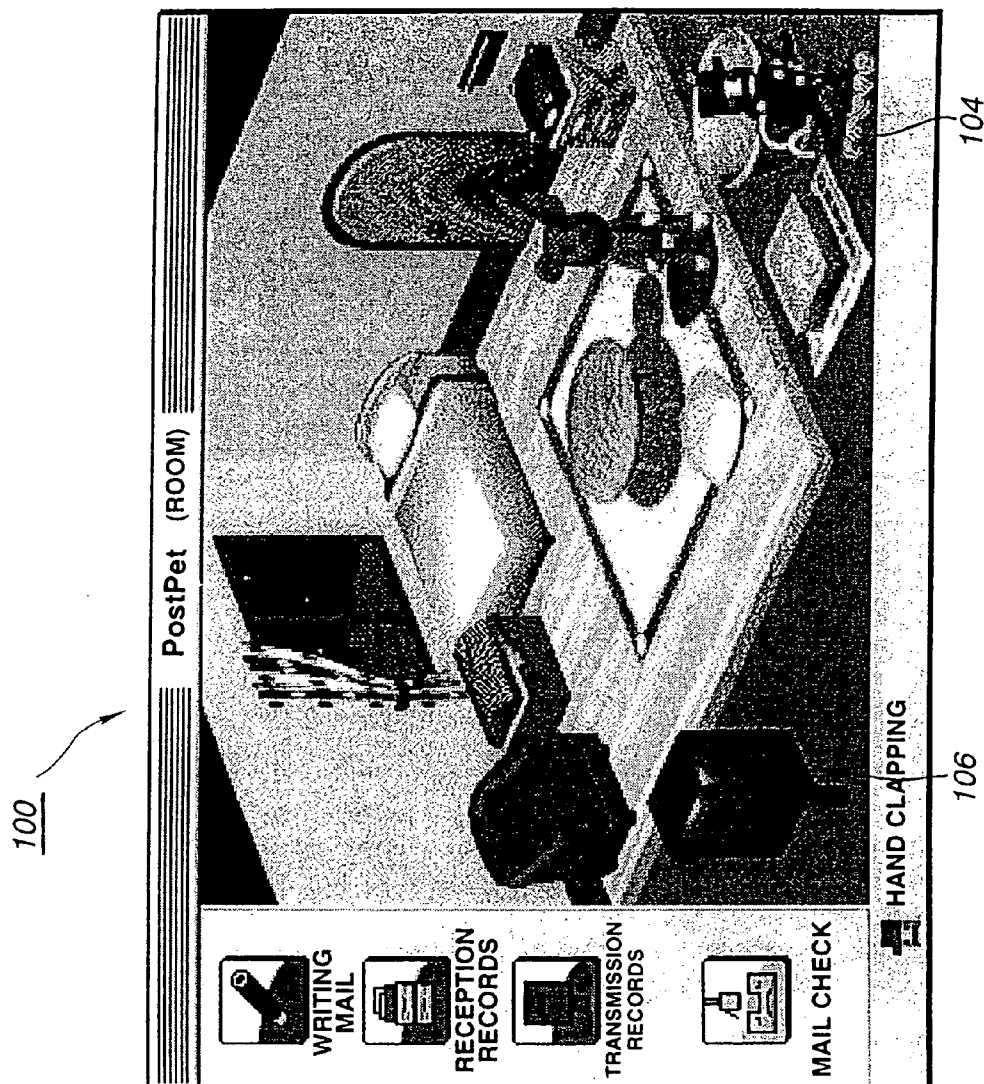 100
PostPet (ROOM)
WRITING
MAIL
RECEPTION
RECORDS
TRANSMISSION
RECORDS
MAIL CHECK
HAND CLAPPING
106
104